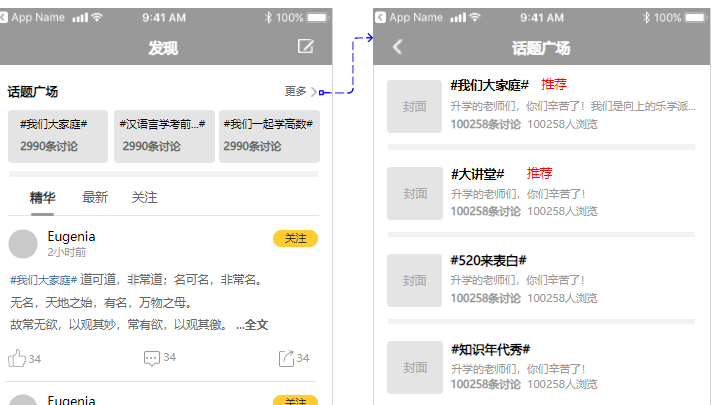 App Name 9:41 AM 100%
发现
话题广场 更多
#我们大家庭# #汉语言学考前...# #我们一起学高数#
2990条讨论 2990条讨论 2990条讨论
精华 最新 关注
Eugenia 关注
2小时前
#我们大家庭# 道可道，非常道；名可名，非常名。
无名，天地之始，有名，万物之母。
故常无欲，以观其妙，常有欲，以观其徼。 ...全文
34 34 34
Eugenia 关注
App Name 9:41 AM 100%
话题广场
封面
#我们大家庭# 推荐
升学的老师们，你们辛苦了！我们是向上的乐学派...
100258条讨论 100258人浏览
封面
#大讲堂# 推荐
升学的老师们，你们辛苦了！
100258条讨论 100258人浏览
封面
#520来表白#
升学的老师们，你们辛苦了！
100258条讨论 100258人浏览
封面
#知识年代秀#
升学的老师们，你们辛苦了！
100258条讨论 100258人浏览